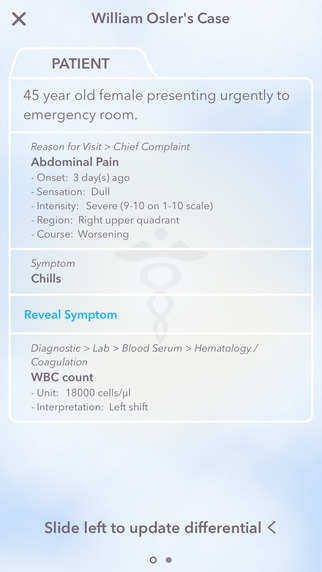 William Osler's Case
PATIENT
45 year old female presenting urgently to
emergency room.
Reason for Visit > Chief Complaint
Abdominal Pain
- Onset: 3 day(s) ago
- Sensation: Dull
- Intensity: Severe (9-10 on 1-10 scale)
- Region: Right upper quadrant
- Course: Worsening
Symptom
Chills
Reveal Symptom
Diagnostic > Lab > Blood Serum > Hematology /
Coagulation
WBC count
- Unit: 18000 cells/µl
- Interpretation: Left shift
Slide left to update differential <